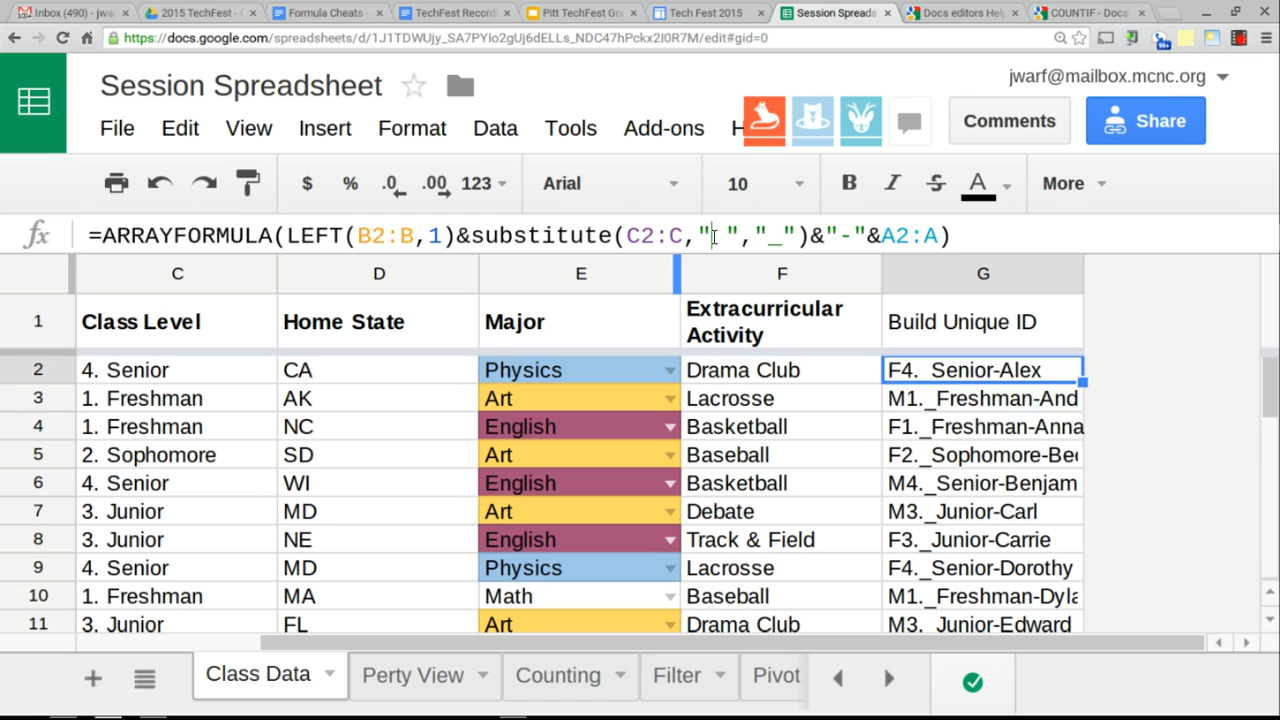 Inbox (490) - jwa
2015 TechFest -
Formula Cheats -
TechFest Record
Pitt TechFest Go
Tech Fest 2015
Session Spreads
Docs editors Hel
COUNTIF - Docs
https://docs.google.com/spreadsheets/d/1J1TDWUjy_SA7PYIo2gUj6dELLs_NDC47hPckx2I0R7M/edit#gid=0
Session Spreadsheet
jwarf@mailbox.mcnc.org
File Edit View Insert Format Data Tools Add-ons H
Comments
Share
$ % .0 .00 123 Arial 10 B I S A More
fx =ARRAYFORMULA(LEFT(B2:B,1)&substitute(C2:C," ","_")&"-"&A2:A)
C D E F G
1 Class Level Home State Major Extracurricular Activity Build Unique ID
2 4. Senior CA Physics Drama Club F4._Senior-Alex
3 1. Freshman AK Art Lacrosse M1._Freshman-And
4 1. Freshman NC English Basketball F1._Freshman-Anna
5 2. Sophomore SD Art Baseball F2._Sophomore-Bec
6 4. Senior WI English Basketball M4._Senior-Benjam
7 3. Junior MD Art Debate M3._Junior-Carl
8 3. Junior NE English Track & Field F3._Junior-Carrie
9 4. Senior MD Physics Lacrosse F4._Senior-Dorothy
10 1. Freshman MA Math Baseball M1._Freshman-Dyla
11 3. Junior FL Art Drama Club M3._Junior-Edward
+ Class Data Perty View Counting Filter Pivot